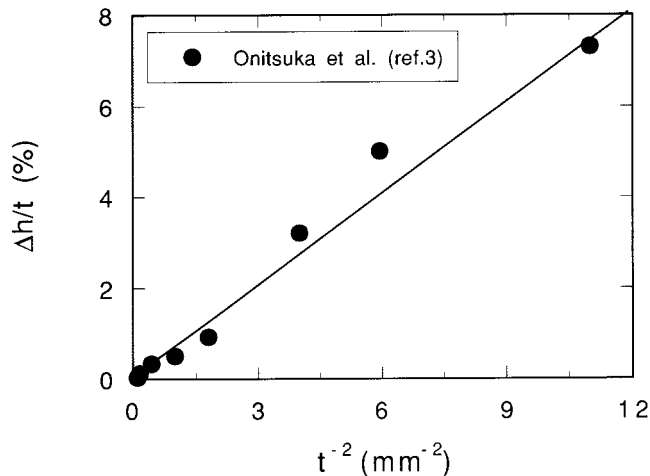 8
Onitsuka et al. (ref.3)
6
Δh/t (%)
4
2
0
0 3 6 9 12
t⁻² (mm⁻²)